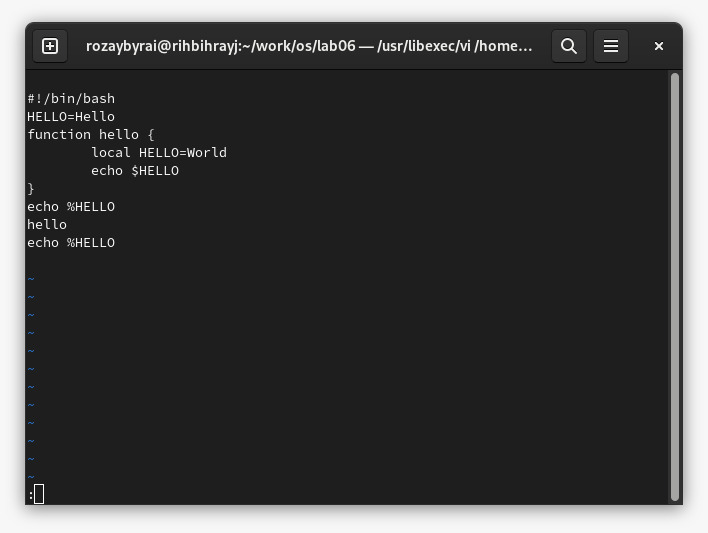 rozaybyrai@rihbihrayj:~/work/os/lab06 — /usr/libexec/vi /home…
#!/bin/bash
HELLO=Hello
function hello {
        local HELLO=World
        echo $HELLO
}
echo %HELLO
hello
echo %HELLO
~
~
~
~
~
~
~
~
~
~
~
~
: